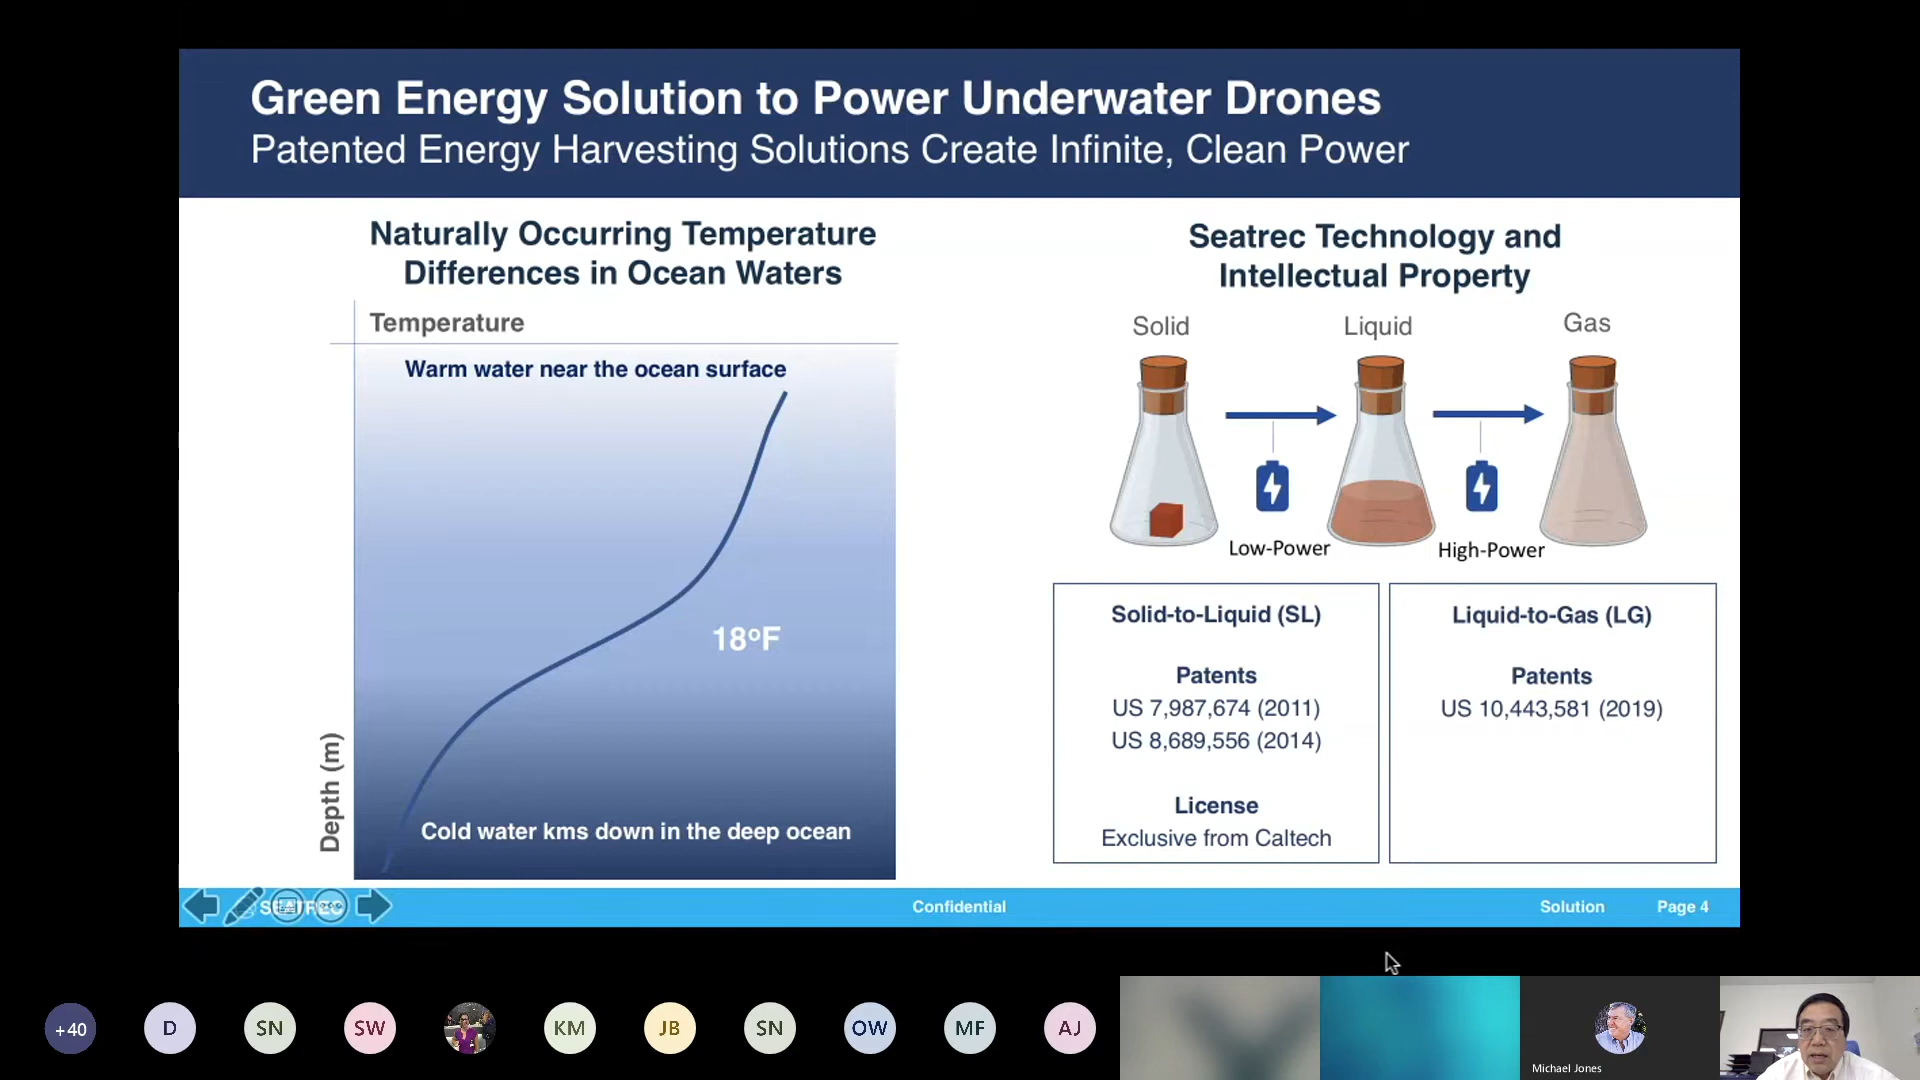 Green Energy Solution to Power Underwater Drones
Patented Energy Harvesting Solutions Create Infinite, Clean Power
Naturally Occurring Temperature
Differences in Ocean Waters
Temperature
Warm water near the ocean surface
18ºF
Depth (m)
Cold water kms down in the deep ocean
Seatrec Technology and
Intellectual Property
Solid
Liquid
Gas
Low-Power
High-Power
Solid-to-Liquid (SL)
Patents
US 7,987,674 (2011)
US 8,689,556 (2014)
License
Exclusive from Caltech
Liquid-to-Gas (LG)
Patents
US 10,443,581 (2019)
SEATREC
Confidential
Solution
Page 4
+40
D
SN
SW
KM
JB
SN
OW
MF
AJ
Michael Jones